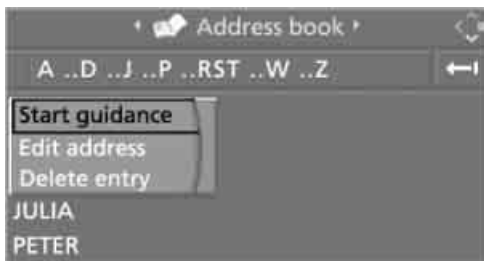 Address book
A ..D ..J ..P ..RST ..W ..Z
Start guidance
Edit address
Delete entry
JULIA
PETER